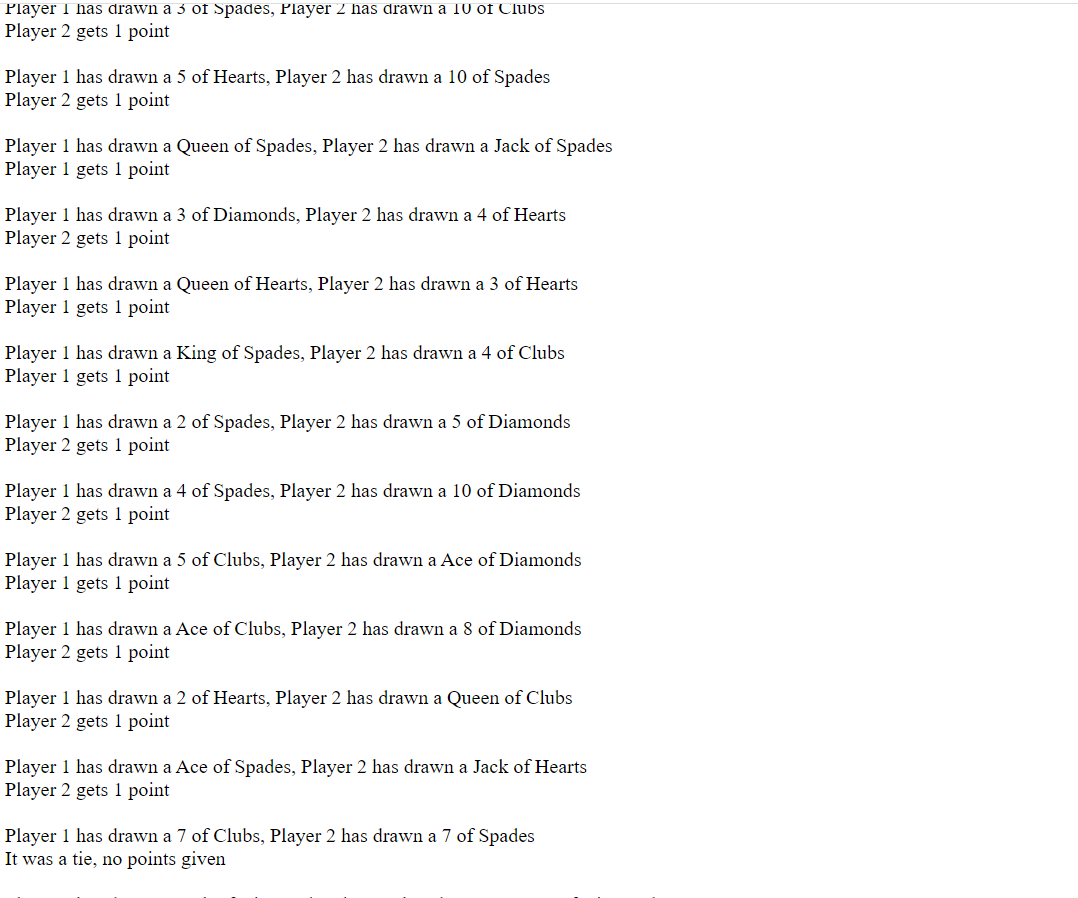 Player 1 has drawn a 3 of Spades, Player 2 has drawn a 10 of Clubs
Player 2 gets 1 point
Player 1 has drawn a 5 of Hearts, Player 2 has drawn a 10 of Spades
Player 2 gets 1 point
Player 1 has drawn a Queen of Spades, Player 2 has drawn a Jack of Spades
Player 1 gets 1 point
Player 1 has drawn a 3 of Diamonds, Player 2 has drawn a 4 of Hearts
Player 2 gets 1 point
Player 1 has drawn a Queen of Hearts, Player 2 has drawn a 3 of Hearts
Player 1 gets 1 point
Player 1 has drawn a King of Spades, Player 2 has drawn a 4 of Clubs
Player 1 gets 1 point
Player 1 has drawn a 2 of Spades, Player 2 has drawn a 5 of Diamonds
Player 2 gets 1 point
Player 1 has drawn a 4 of Spades, Player 2 has drawn a 10 of Diamonds
Player 2 gets 1 point
Player 1 has drawn a 5 of Clubs, Player 2 has drawn a Ace of Diamonds
Player 1 gets 1 point
Player 1 has drawn a Ace of Clubs, Player 2 has drawn a 8 of Diamonds
Player 2 gets 1 point
Player 1 has drawn a 2 of Hearts, Player 2 has drawn a Queen of Clubs
Player 2 gets 1 point
Player 1 has drawn a Ace of Spades, Player 2 has drawn a Jack of Hearts
Player 2 gets 1 point
Player 1 has drawn a 7 of Clubs, Player 2 has drawn a 7 of Spades
It was a tie, no points given